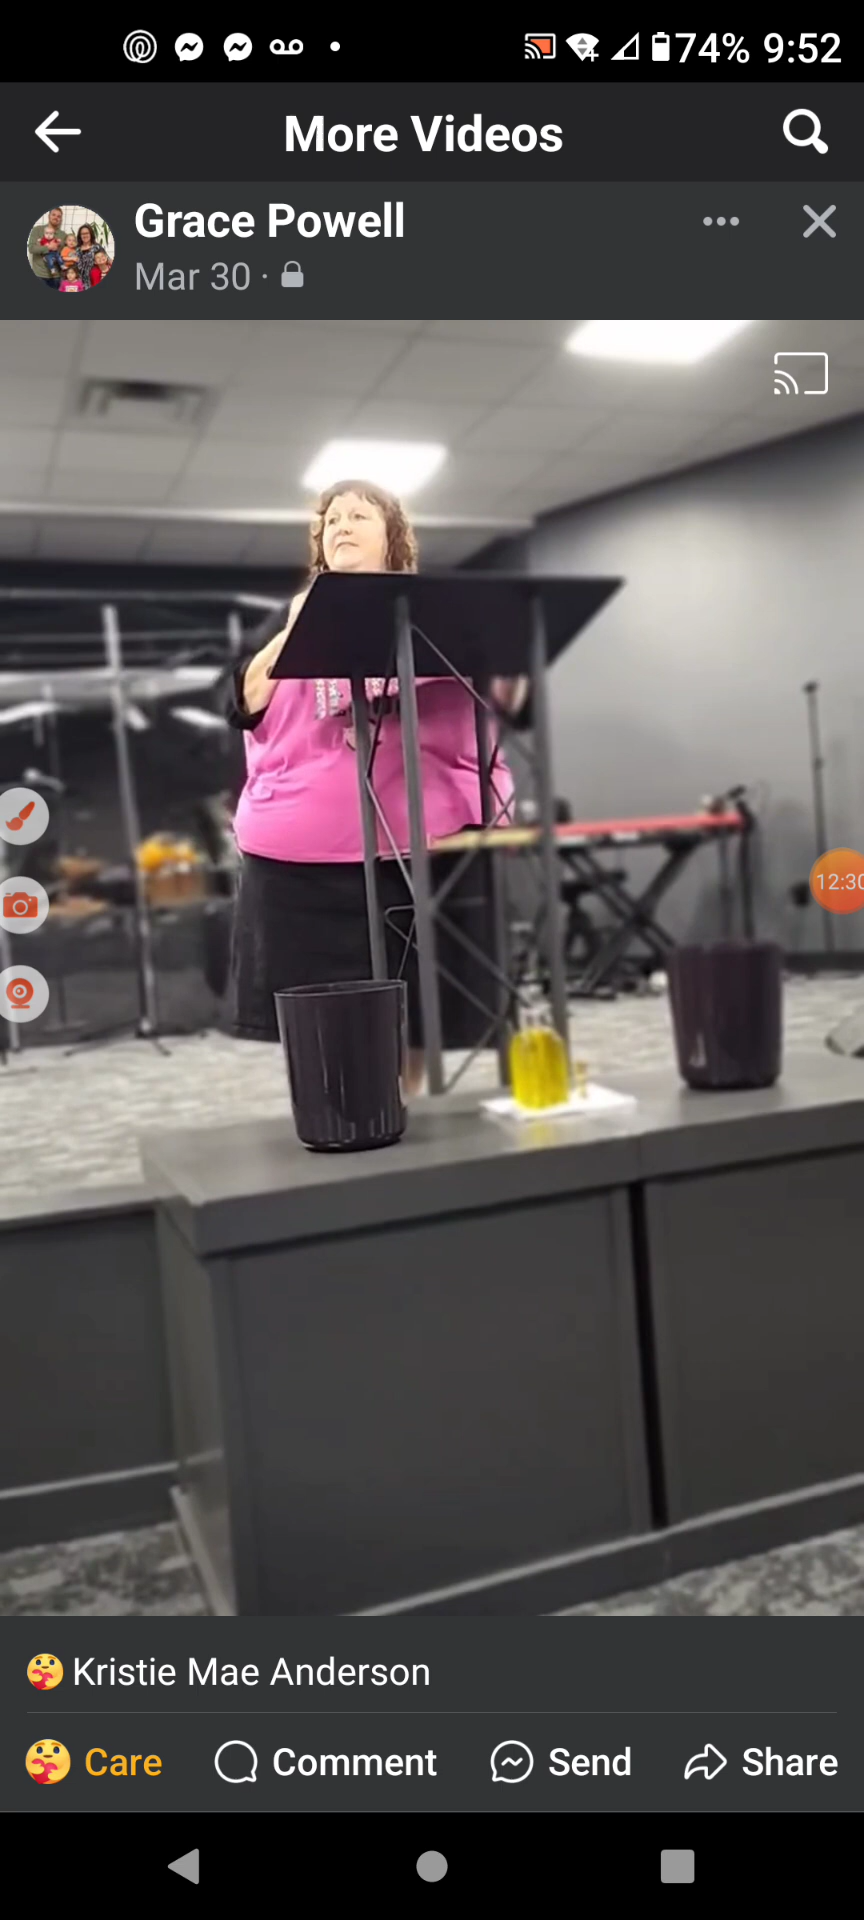 74% 9:52
More Videos
Grace Powell
Mar 30 ·
12:30
Kristie Mae Anderson
Care Comment Send Share